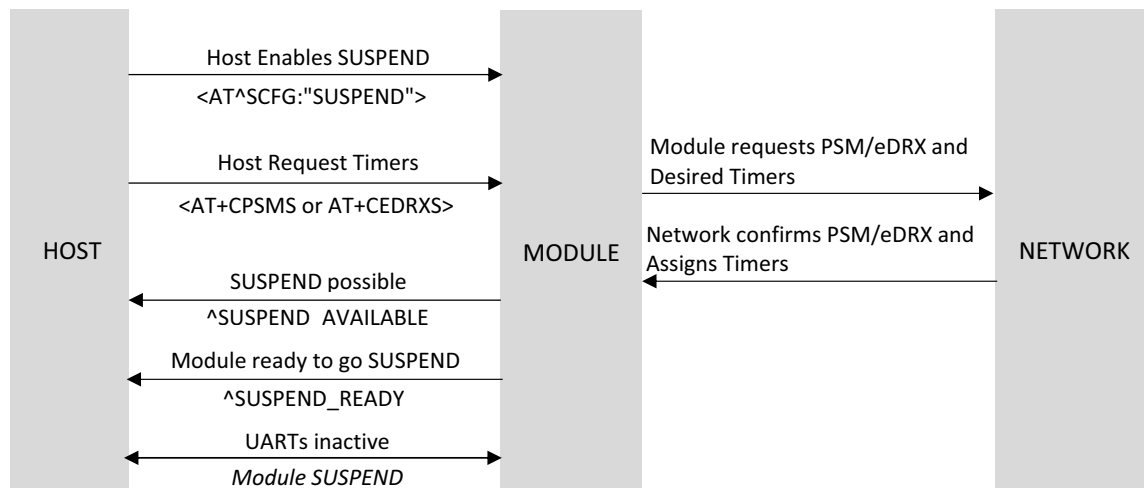 Host Enables SUSPEND
<AT^SCFG:"SUSPEND">
Host Request Timers
<AT+CPSMS or AT+CEDRXS>
Module requests PSM/eDRX and
Desired Timers
Network confirms PSM/eDRX and
Assigns Timers
HOST
MODULE
NETWORK
SUSPEND possible
^SUSPEND_AVAILABLE
Module ready to go SUSPEND
^SUSPEND_READY
UARTs inactive
Module SUSPEND